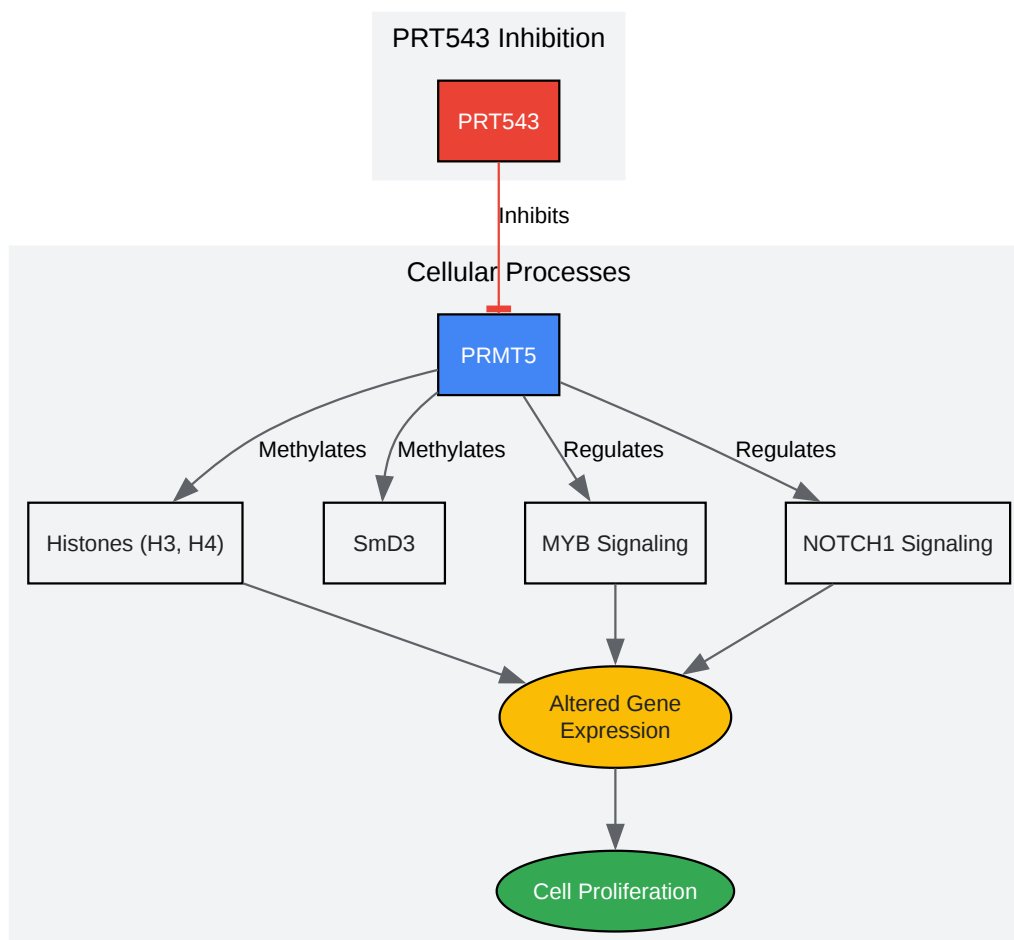 PRT543 Inhibition
PRT543
Inhibits
Cellular Processes
PRMT5
Methylates
Methylates
Regulates
Regulates
Histones (H3, H4)
SmD3
MYB Signaling
NOTCH1 Signaling
Altered Gene
Expression
Cell Proliferation